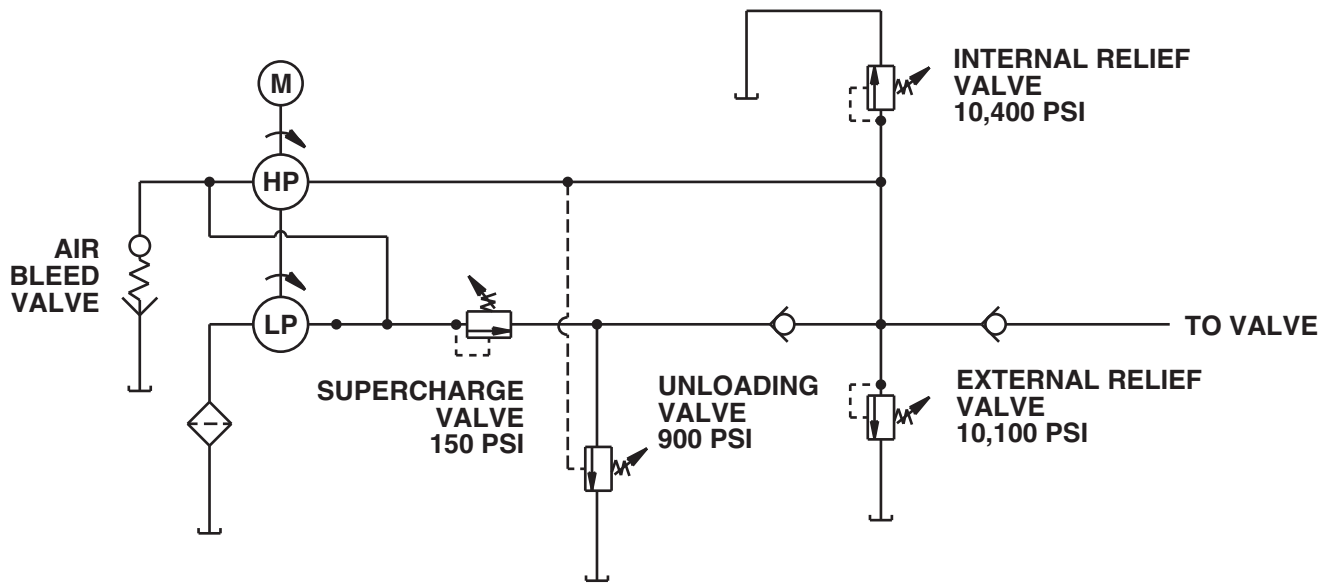 INTERNAL RELIEF
VALVE
10,400 PSI
M
HP
AIR
BLEED
VALVE
LP
TO VALVE
SUPERCHARGE
VALVE
150 PSI
UNLOADING
VALVE
900 PSI
EXTERNAL RELIEF
VALVE
10,100 PSI